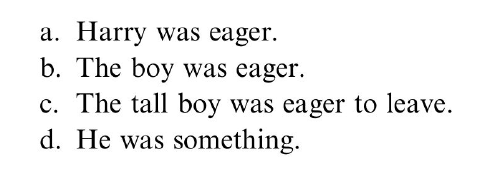 a. Harry was eager.
b. The boy was eager.
c. The tall boy was eager to leave.
d. He was something.